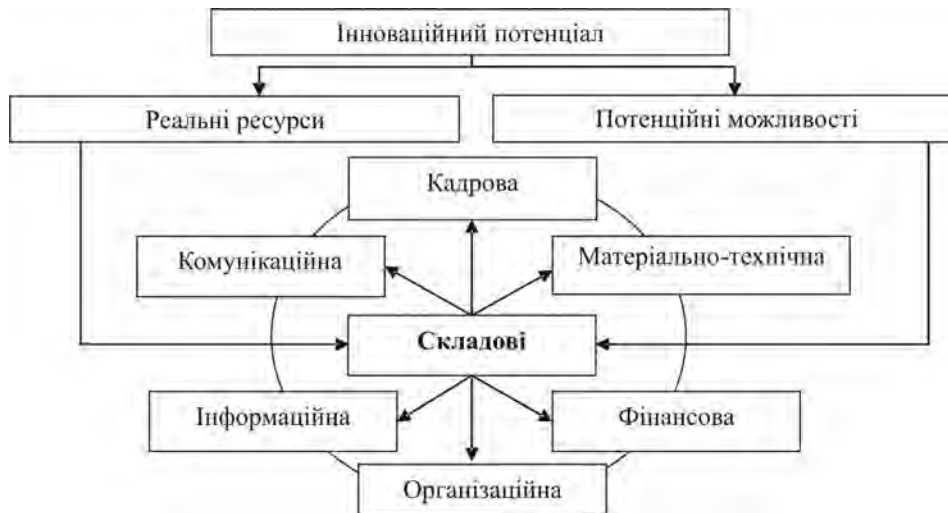 Інноваційний потенціал
Реальні ресурси
Потенційні можливості
Кадрова
Комунікаційна
Матеріально-технічна
Складові
Інформаційна
Фінансова
Організаційна